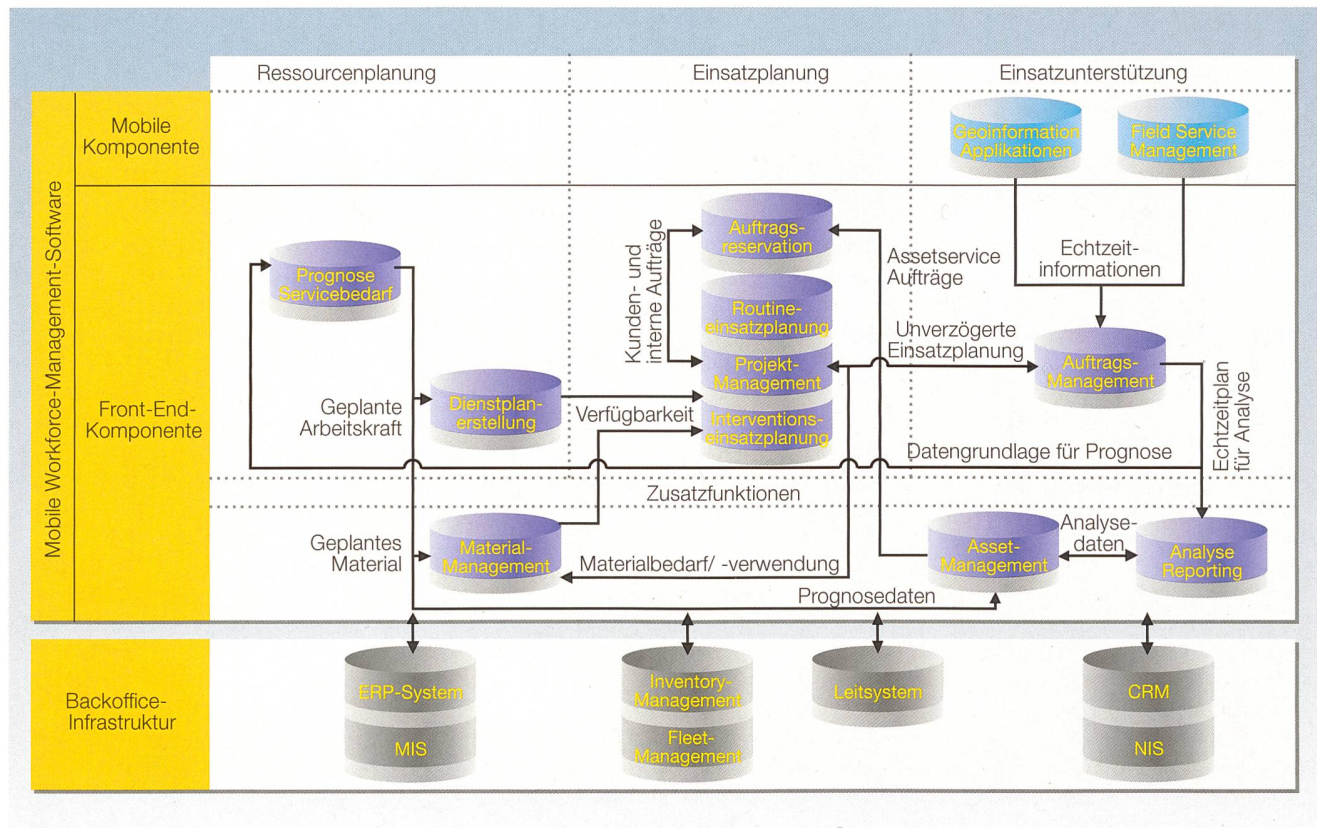 Ressourcenplanung
Einsatzplanung
Einsatzunterstützung
Mobile Workforce-Management-Software
Mobile
Komponente
Geoinformation
Applikationen
Field Service
Management
Front-End-
Komponente
Prognose
Servicebedarf
Kunden- und
interne Aufträge
Auftrags-
reservation
Assetservice
Aufträge
Echtzeit-
informationen
Routine-
einsatzplanung
Projekt-
Management
Interventions-
einsatzplanung
Unverzögerte
Einsatzplanung
Auftrags-
Management
Geplante
Arbeitskraft
Dienstplan-
erstellung
Verfügbarkeit
Datengrundlage für Prognose
Echtzeitplan
für Analyse
Zusatzfunktionen
Geplantes
Material
Material-
Management
Materialbedarf/ -verwendung
Asset-
Management
Analyse-
daten
Analyse
Reporting
Prognosedaten
Backoffice-
Infrastruktur
ERP-System
MIS
Inventory-
Management
Fleet-
Management
Leitsystem
CRM
NIS